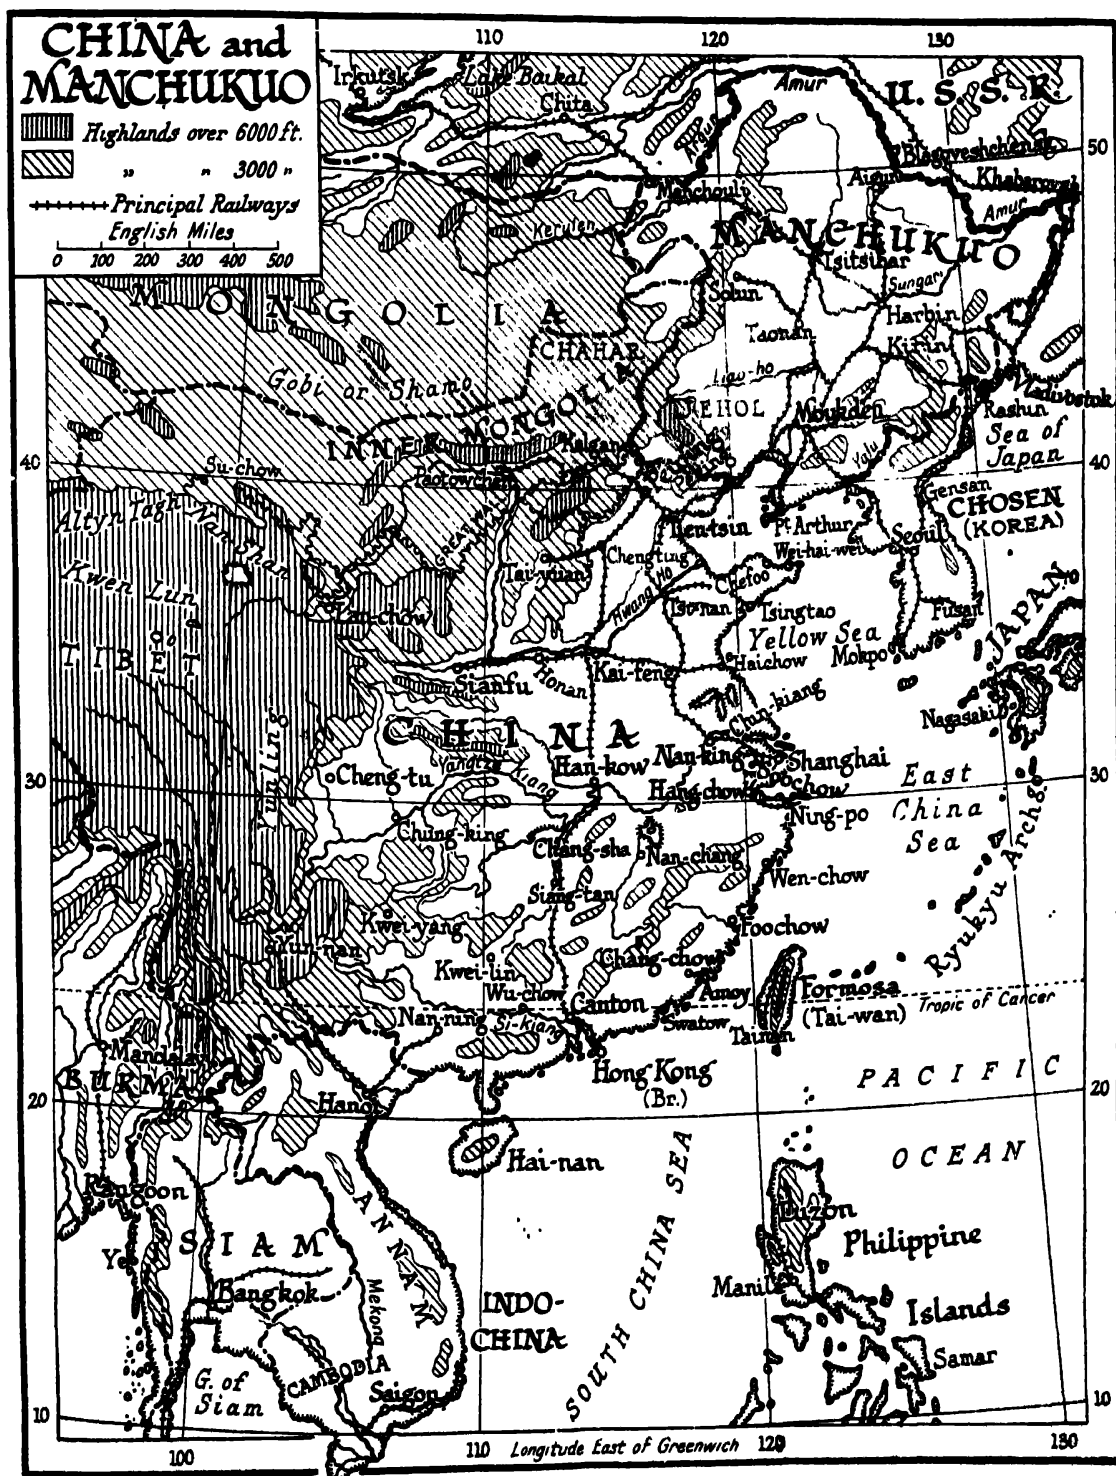 CHINA and
MANCHUKUO
Highlands over 6000 ft.
„ „ 3000 „
Principal Railways
English Miles
0 100 200 300 400 500
110 120 130
Irkutsk
Lake Baikal
Chita
Amur
U. S. S. R.
Argun
Blagoveshchensk
50
Manchouli
Aigun
Khabarovsk
Amur
Kerulen
MANCHUKUO
Tsitsihar
Sungari
Solun
Harbin
MONGOLIA
Taonan
Kirin
CHAHAR
Gobi or Shamo
Liao-ho
Vladivostok
JEHOL
Moukden
Rashin
INNER MONGOLIA
Kalgan
Sea of
Japan
Yalu
40
Su-chow
Paotowchen
40
Gensan
Altyn Tagh
Nan Shan
GREAT WALL
Tientsin
Pt. Arthur
CHOSEN
(KOREA)
Wei-hai-wei
Seoul
Kwen Lun
Tai-yuan
Chengting
Chefoo
Lan-chow
Hwang Ho
Tsi-nan
Tsingtao
Fusan
JAPAN
TIBET
Yellow Sea
Mokpo
Sianfu
Honan
Kai-feng
Haichow
Chin-kiang
Nagasaki
CHINA
Yangtze Kiang
Nan-king
Shanghai
Yunling
30
Cheng-tu
Han-kow
Hang-chow
Soo
chow
East
China
Sea
30
Ning-po
Chung-king
Chang-sha
Nan-chang
Wen-chow
Siang-tan
Ryukyu Archgo
Kwei-yang
Foochow
Yun-nan
Kwei-lin
Chang-chow
Wu-chow
Canton
Amoy
Formosa
(Tai-wan)
Tropic of Cancer
Nan-ning
Si-kiang
Swatow
Tainan
Mandalay
Hong Kong
(Br.)
PACIFIC
BURMA
20
Hanoi
20
OCEAN
Hai-nan
Rangoon
ANNAM
SOUTH CHINA SEA
Luzon
SIAM
Philippine
Ye
Bangkok
Mekong
Manila
INDO-
CHINA
Islands
CAMBODIA
Samar
G. of
Siam
Saigon
10
10
100 110 Longitude East of Greenwich 120 130